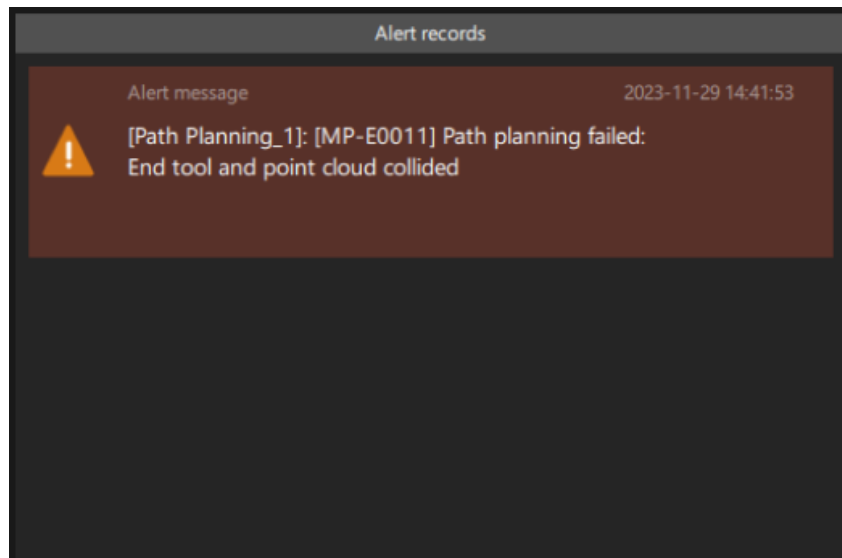 Alert records
Alert message 2023-11-29 14:41:53
[Path Planning_1]: [MP-E0011] Path planning failed:
End tool and point cloud collided